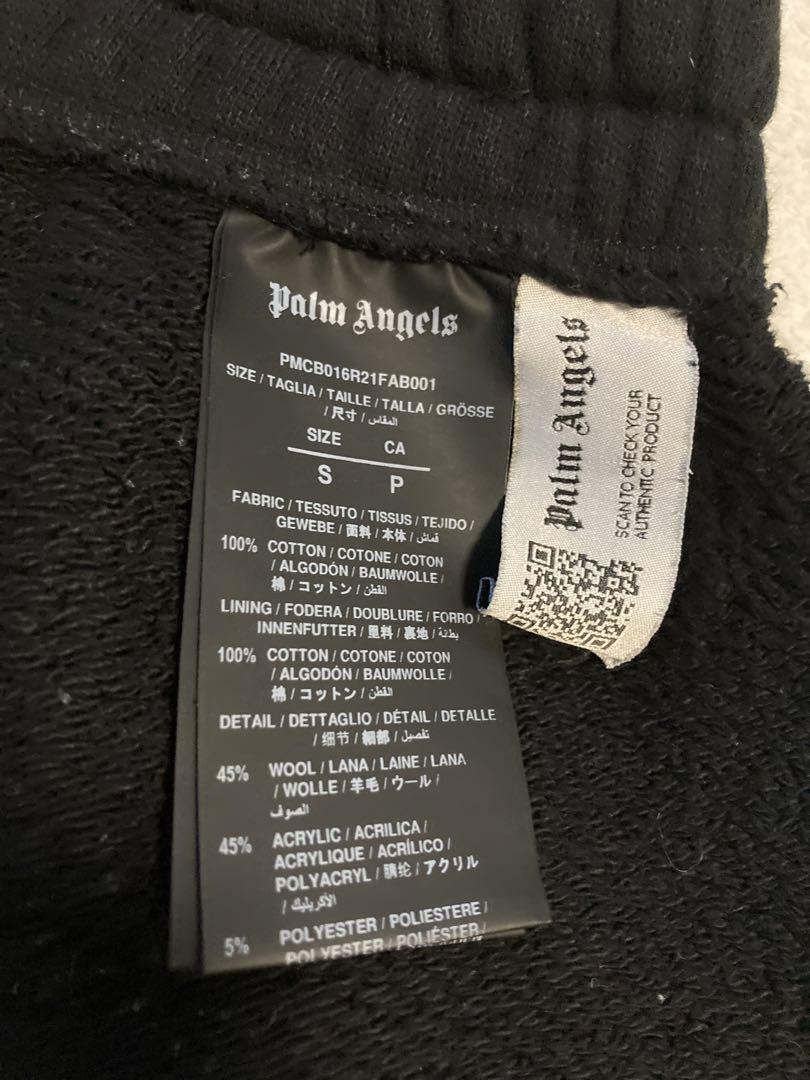 Palm Angels
PMCB016R21FAB001
SIZE / TAGLIA / TAILLE / TALLA / GRÖSSE
/ 尺寸 / المقاس /
SIZE CA
S P
FABRIC / TESSUTO / TISSUS / TEJIDO /
GEWEBE / 面料 / 本体 / قماش /
100% COTTON / COTONE / COTON
/ ALGODÓN / BAUMWOLLE /
棉 / コットン / القطن /
LINING / FODERA / DOUBLURE / FORRO /
INNENFUTTER / 里料 / 裏地 / بطانة /
100% COTTON / COTONE / COTON
/ ALGODÓN / BAUMWOLLE /
棉 / コットン / القطن /
DETAIL / DETTAGLIO / DÉTAIL / DETALLE
/ 细节 / 細部 / تفصيل /
45% WOOL / LANA / LAINE / LANA
/ WOLLE / 羊毛 / ウール /
الصوف
45% ACRYLIC / ACRILICA /
ACRYLIQUE / ACRÍLICO /
POLYACRYL / 腈纶 / アクリル
/ الأكريليك /
5% POLYESTER / POLIESTERE /
POLYESTER / POLIÉSTER /
Palm Angels
SCAN TO CHECK YOUR
AUTHENTIC PRODUCT